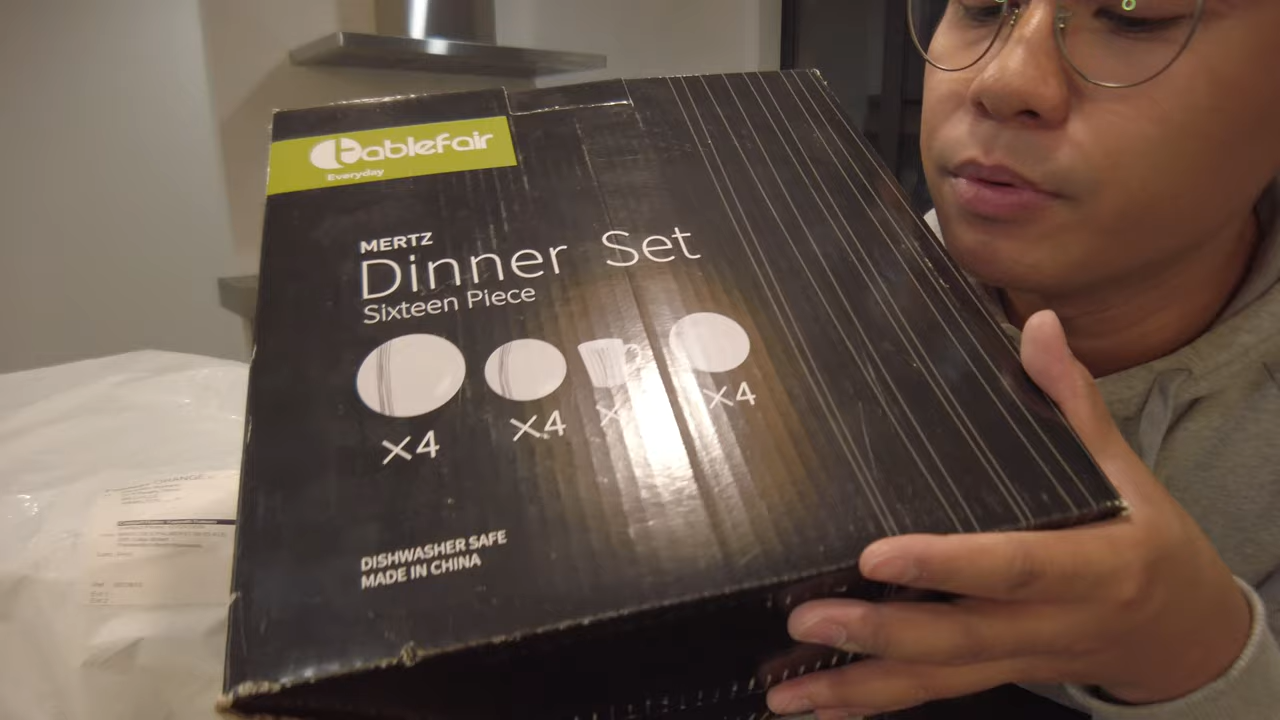 tablefair
Everyday
MERTZ
Dinner Set
Sixteen Piece
×4 ×4 × ×4
DISHWASHER SAFE
MADE IN CHINA